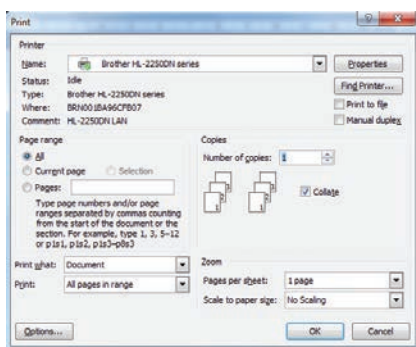 Print
Printer
Name: Brother HL-2250DN series
Properties
Status: Idle
Find Printer...
Type: Brother HL-2250DN series
Where: BRN001BA96CFB07
Print to file
Comment: HL-2250DN LAN
Manual duplex
Page range
All
Current page
Selection
Pages:
Type page numbers and/or page
ranges separated by commas counting
from the start of the document or the
section. For example, type 1, 3, 5–12
or p1s1, p1s2, p1s3–p8s3
Copies
Number of copies: 1
Collate
Print what: Document
Print: All pages in range
Zoom
Pages per sheet: 1 page
Scale to paper size: No Scaling
Options...
OK
Cancel